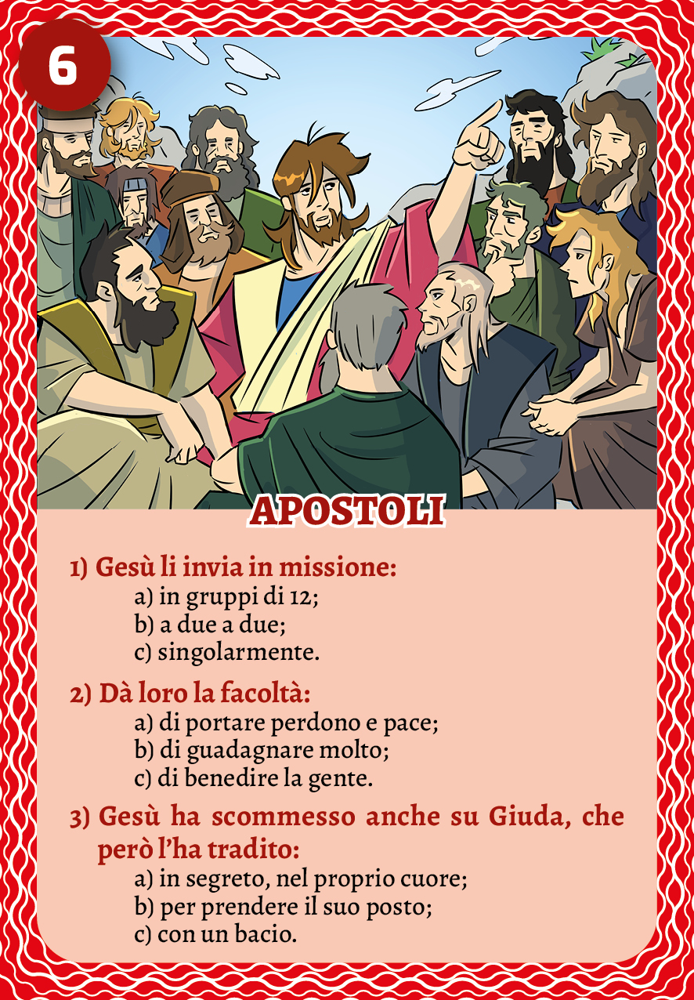 6
APOSTOLI
1) Gesù li invia in missione:
a) in gruppi di 12;
b) a due a due;
c) singolarmente.
2) Dà loro la facoltà:
a) di portare perdono e pace;
b) di guadagnare molto;
c) di benedire la gente.
3) Gesù ha scommesso anche su Giuda, che
però l’ha tradito:
a) in segreto, nel proprio cuore;
b) per prendere il suo posto;
c) con un bacio.